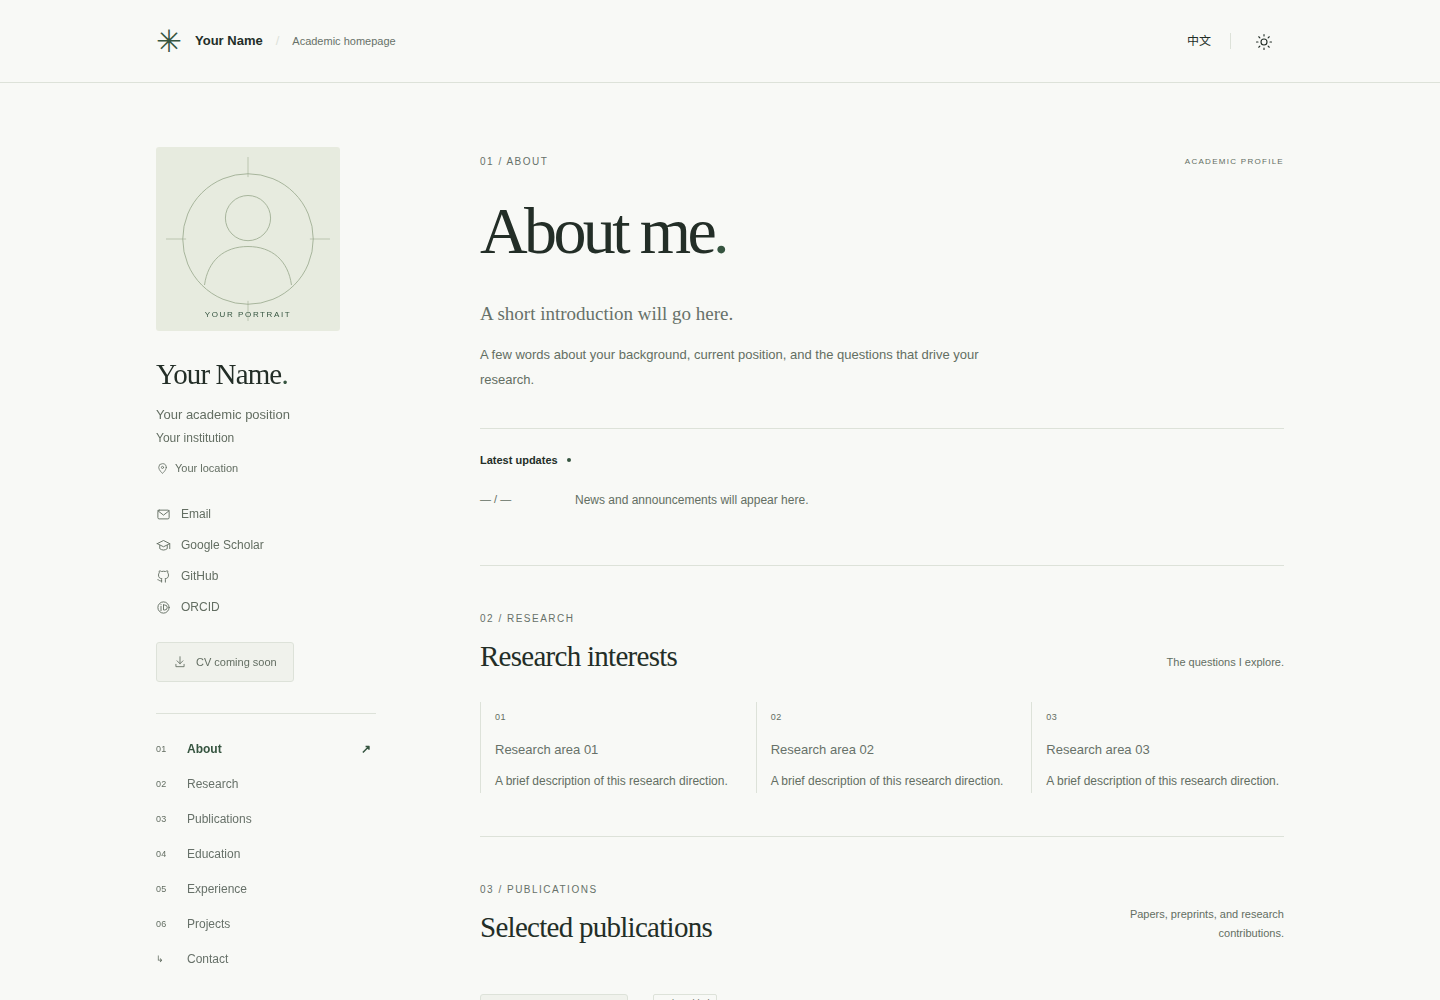 Your Name / Academic homepage
中文
YOUR PORTRAIT
Your Name.
Your academic position
Your institution
Your location
Email
Google Scholar
GitHub
ORCID
CV coming soon
01 About ↗
02 Research
03 Publications
04 Education
05 Experience
06 Projects
↳ Contact
01 / ABOUT
ACADEMIC PROFILE
About me.
A short introduction will go here.
A few words about your background, current position, and the questions that drive your
research.
Latest updates
— / —
News and announcements will appear here.
02 / RESEARCH
Research interests
The questions I explore.
01
Research area 01
A brief description of this research direction.
02
Research area 02
A brief description of this research direction.
03
Research area 03
A brief description of this research direction.
03 / PUBLICATIONS
Selected publications
Papers, preprints, and research
contributions.